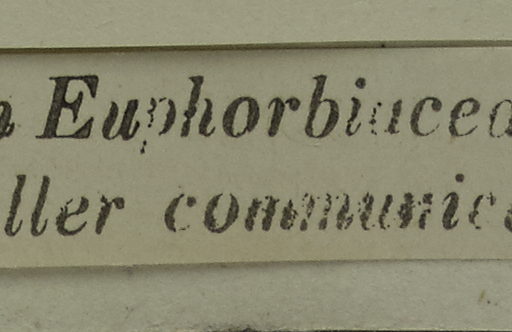 n Euphorbiacea
ller communic